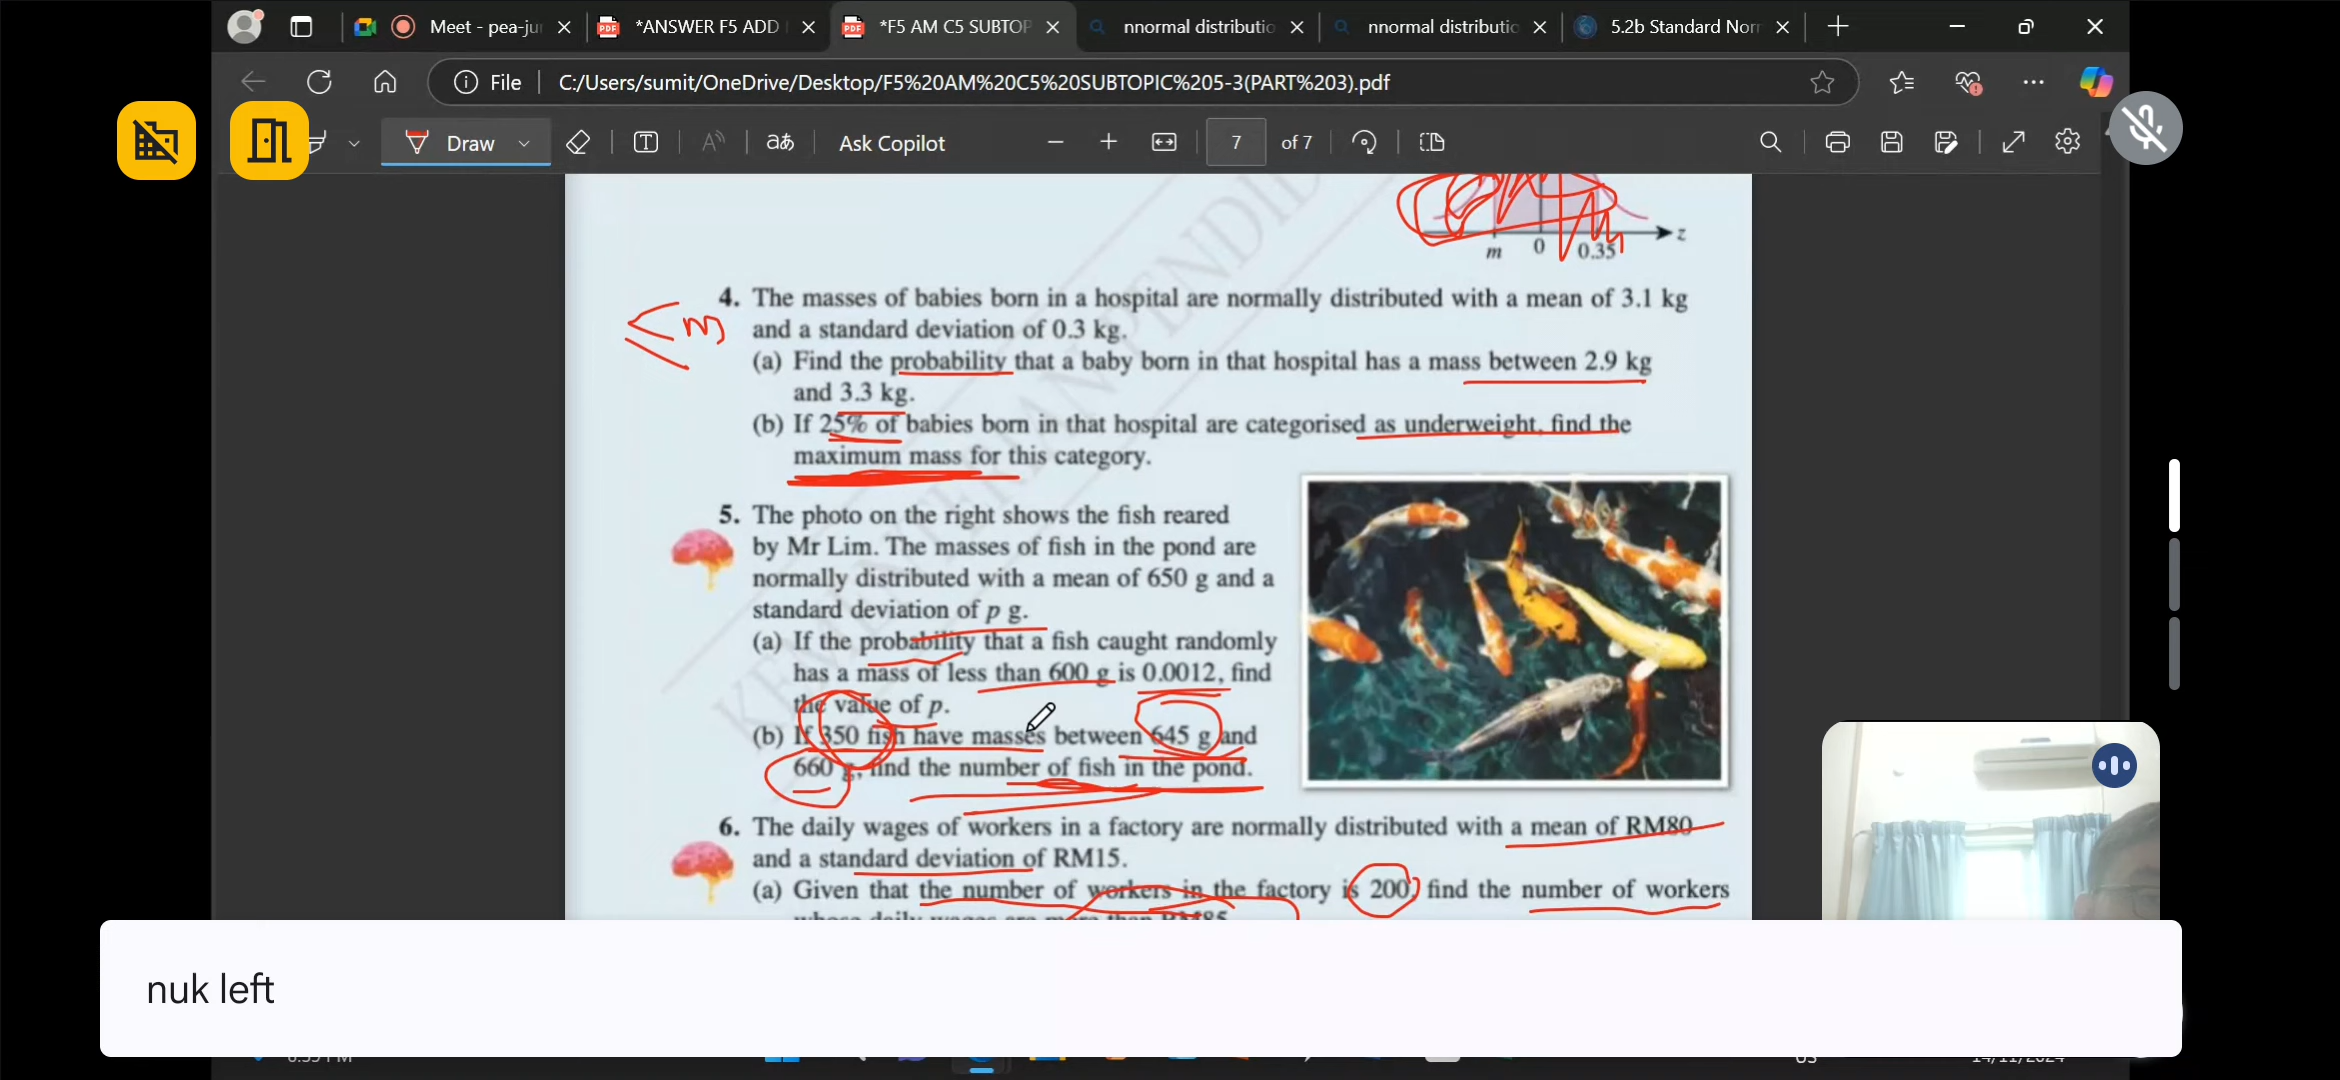 Meet - pea-ju
*ANSWER F5 ADD
*F5 AM C5 SUBTOP
nnormal distributio
nnormal distributio
5.2b Standard Nor
File
C:/Users/sumit/OneDrive/Desktop/F5%20AM%20C5%20SUBTOPIC%205-3(PART%203).pdf
Draw
Ask Copilot
7
of 7
m 0 0.35 z
4. The masses of babies born in a hospital are normally distributed with a mean of 3.1 kg
and a standard deviation of 0.3 kg.
(a) Find the probability that a baby born in that hospital has a mass between 2.9 kg
and 3.3 kg.
(b) If 25% of babies born in that hospital are categorised as underweight, find the
maximum mass for this category.
5. The photo on the right shows the fish reared
by Mr Lim. The masses of fish in the pond are
normally distributed with a mean of 650 g and a
standard deviation of p g.
(a) If the probability that a fish caught randomly
has a mass of less than 600 g is 0.0012, find
the value of p.
(b) If 350 fish have masses between 645 g and
660 g, find the number of fish in the pond.
6. The daily wages of workers in a factory are normally distributed with a mean of RM80
and a standard deviation of RM15.
(a) Given that the number of workers in the factory is 200, find the number of workers
whose daily wages are more than RM85.
nuk left